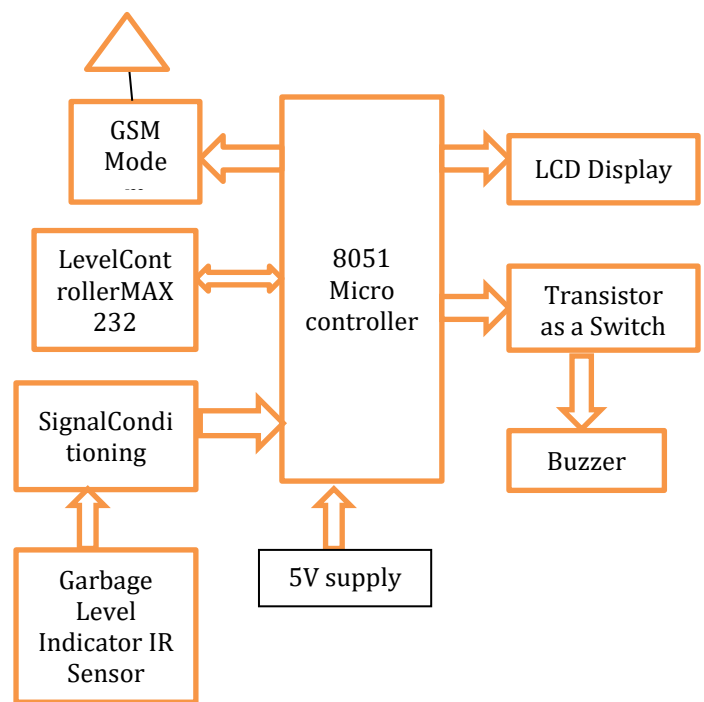 GSM
Mode
LCD Display
LevelCont
rollerMAX
232
8051
Micro
controller
Transistor
as a Switch
SignalCondi
tioning
Buzzer
5V supply
Garbage
Level
Indicator IR
Sensor